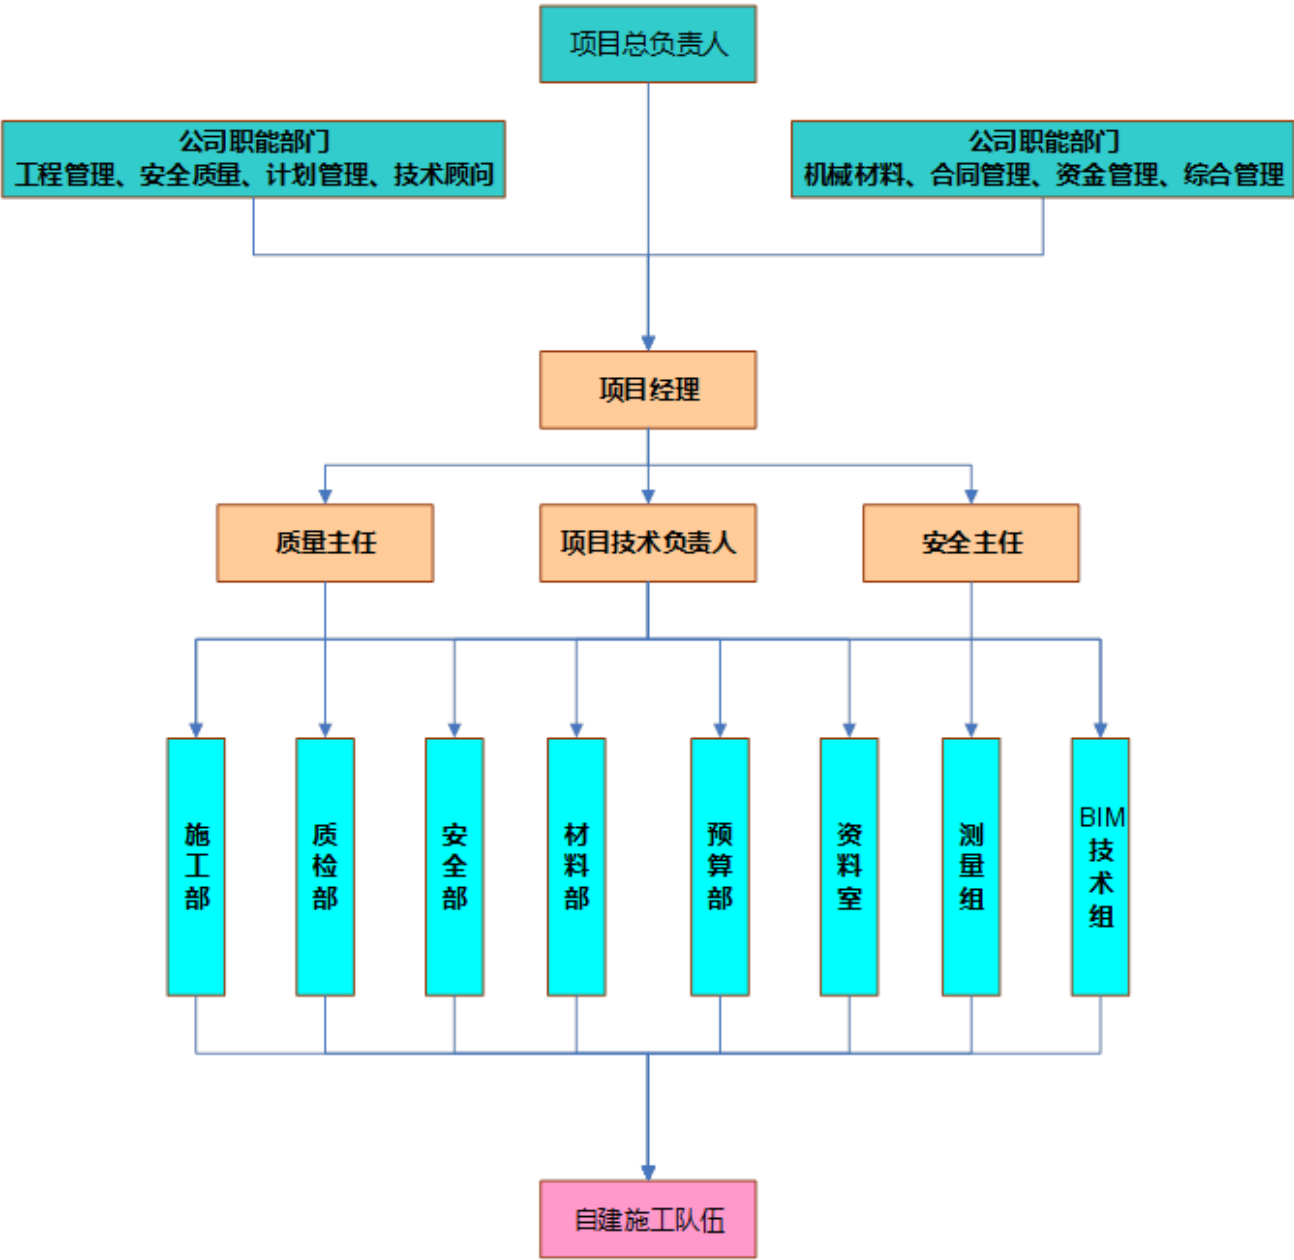 项目总负责人
公司职能部门
工程管理、安全质量、计划管理、技术顾问
公司职能部门
机械材料、合同管理、资金管理、综合管理
项目经理
质量主任
项目技术负责人
安全主任
施工部
质检部
安全部
材料部
预算部
资料室
测量组
BIM技术组
自建施工队伍